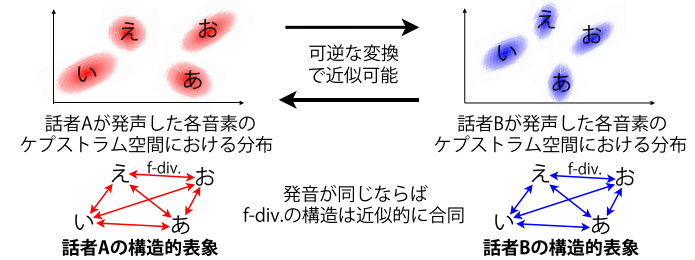 え
お
い
あ
可逆な変換
で近似可能
え
お
い
あ
話者Aが発声した各音素の
ケプストラム空間における分布
話者Bが発声した各音素の
ケプストラム空間における分布
f-div.
え
お
い
あ
話者Aの構造的表象
発音が同じならば
f-div.の構造は近似的に合同
f-div.
え
お
い
あ
話者Bの構造的表象